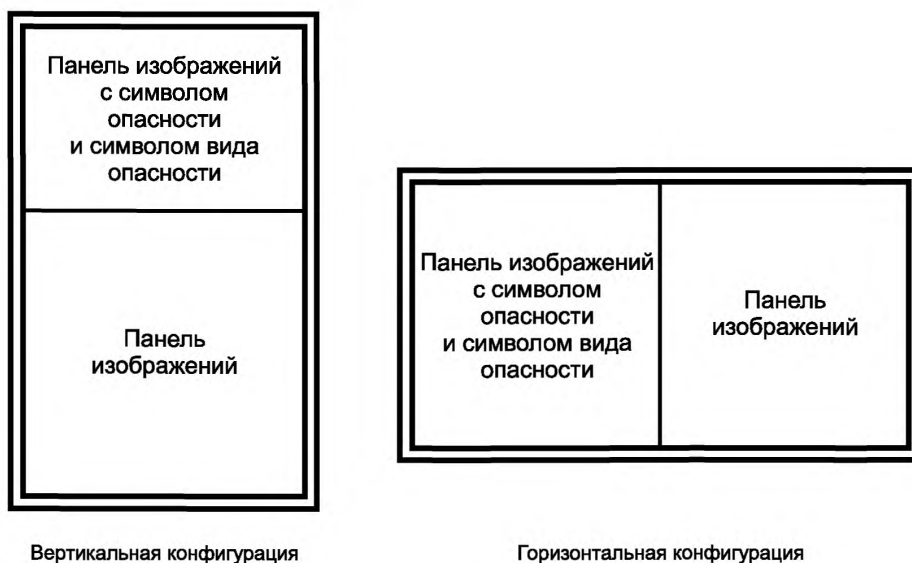 Панель изображений
с символом
опасности
и символом вида
опасности
Панель
изображений
Вертикальная конфигурация
Панель изображений
с символом
опасности
и символом вида
опасности
Панель
изображений
Горизонтальная конфигурация